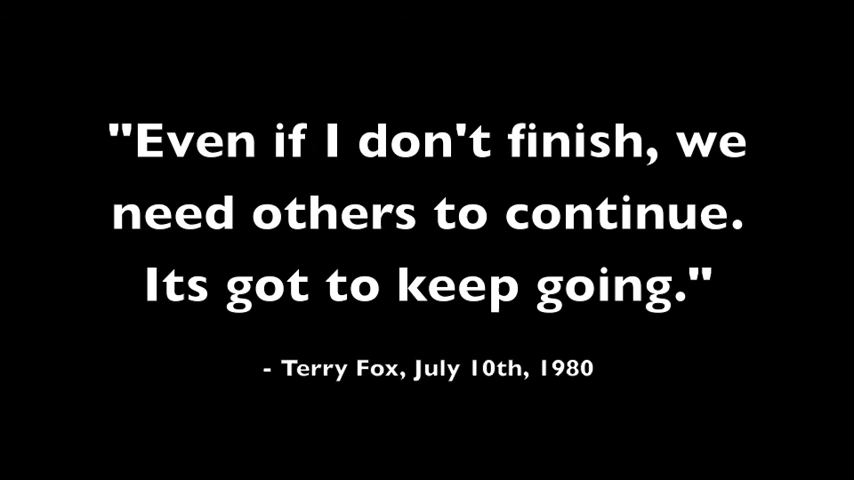 "Even if I don't finish, we
need others to continue.
Its got to keep going."
- Terry Fox, July 10th, 1980